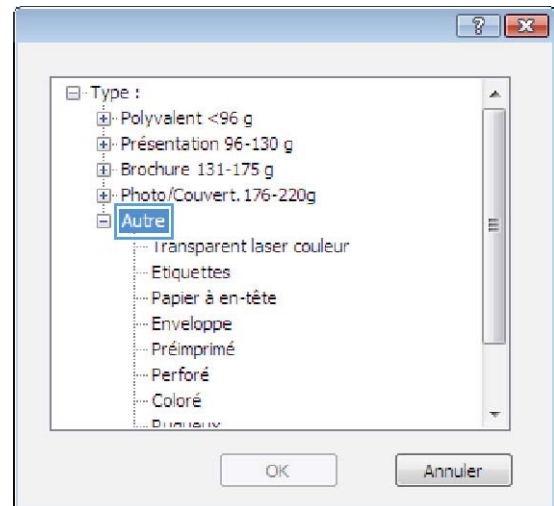 Type :
Polyvalent <96 g
Présentation 96-130 g
Brochure 131-175 g
Photo/Couvert. 176-220g
Autre
Transparent laser couleur
Etiquettes
Papier à en-tête
Enveloppe
Préimprimé
Perforé
Coloré
OK
Annuler